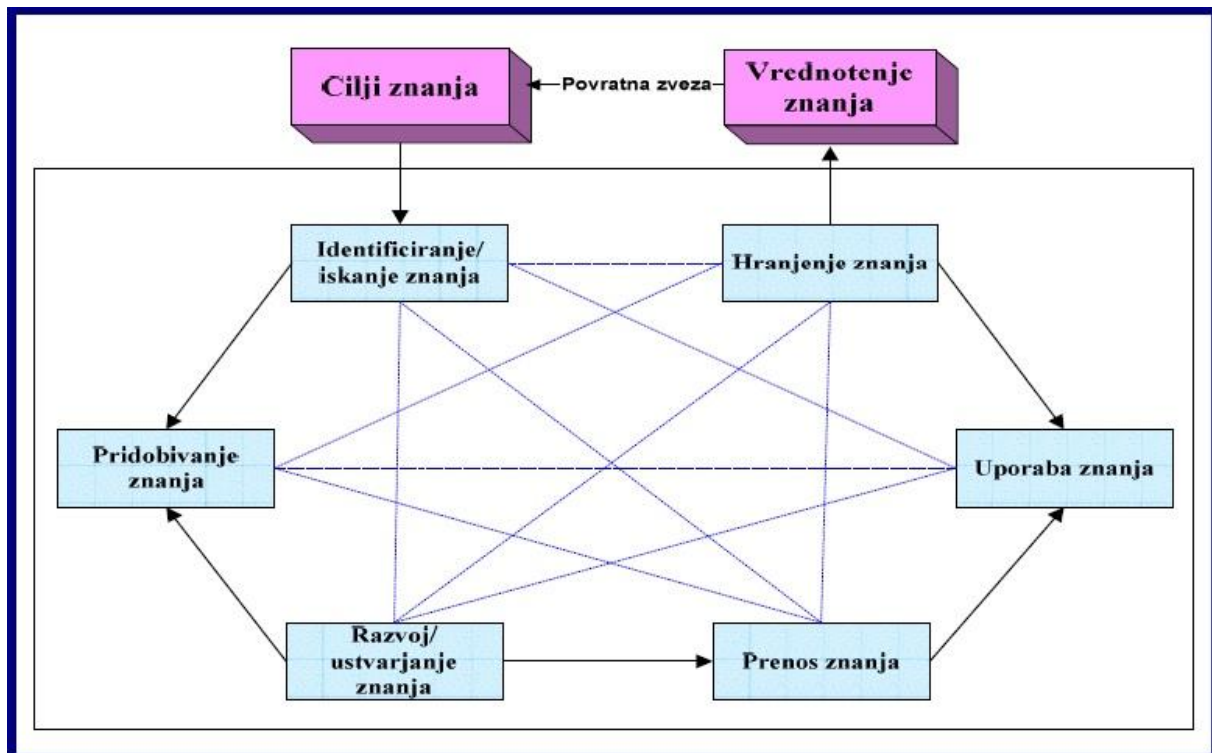 Cilji znanja
Povratna zveza
Vrednotenje
znanja
Identificiranje/
iskanje znanja
Hranjenje znanja
Pridobivanje
znanja
Uporaba znanja
Razvoj/
ustvarjanje
znanja
Prenos znanja